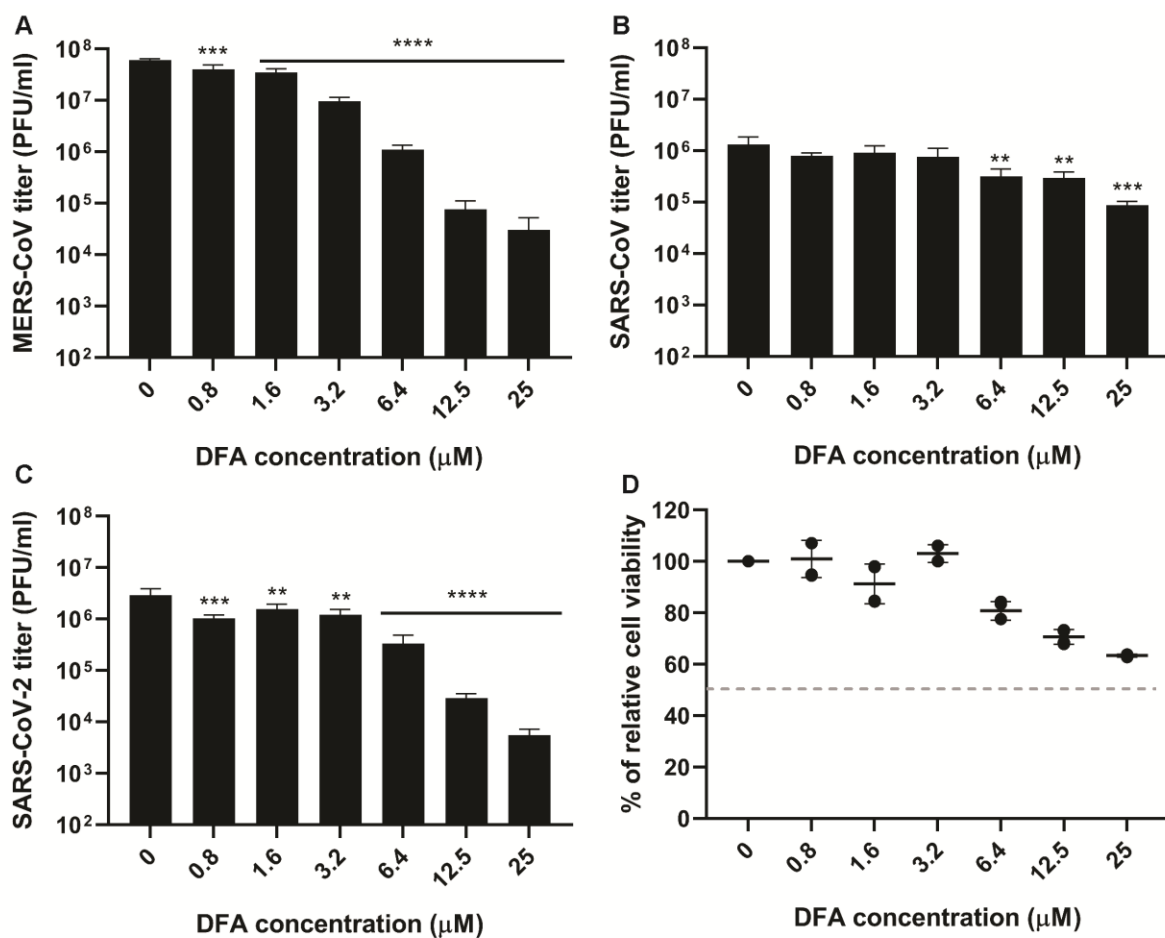 A
MERS-CoV titer (PFU/ml)
10⁸
10⁷
10⁶
10⁵
10⁴
10³
10²
***
****
0 0.8 1.6 3.2 6.4 12.5 25
DFA concentration (μM)
B
SARS-CoV titer (PFU/ml)
10⁸
10⁷
10⁶
10⁵
10⁴
10³
10²
** ** ***
0 0.8 1.6 3.2 6.4 12.5 25
DFA concentration (μM)
C
SARS-CoV-2 titer (PFU/ml)
10⁸
10⁷
10⁶
10⁵
10⁴
10³
10²
*** ** ** ****
0 0.8 1.6 3.2 6.4 12.5 25
DFA concentration (μM)
D
% of relative cell viability
120
100
80
60
40
20
0
0 0.8 1.6 3.2 6.4 12.5 25
DFA concentration (μM)